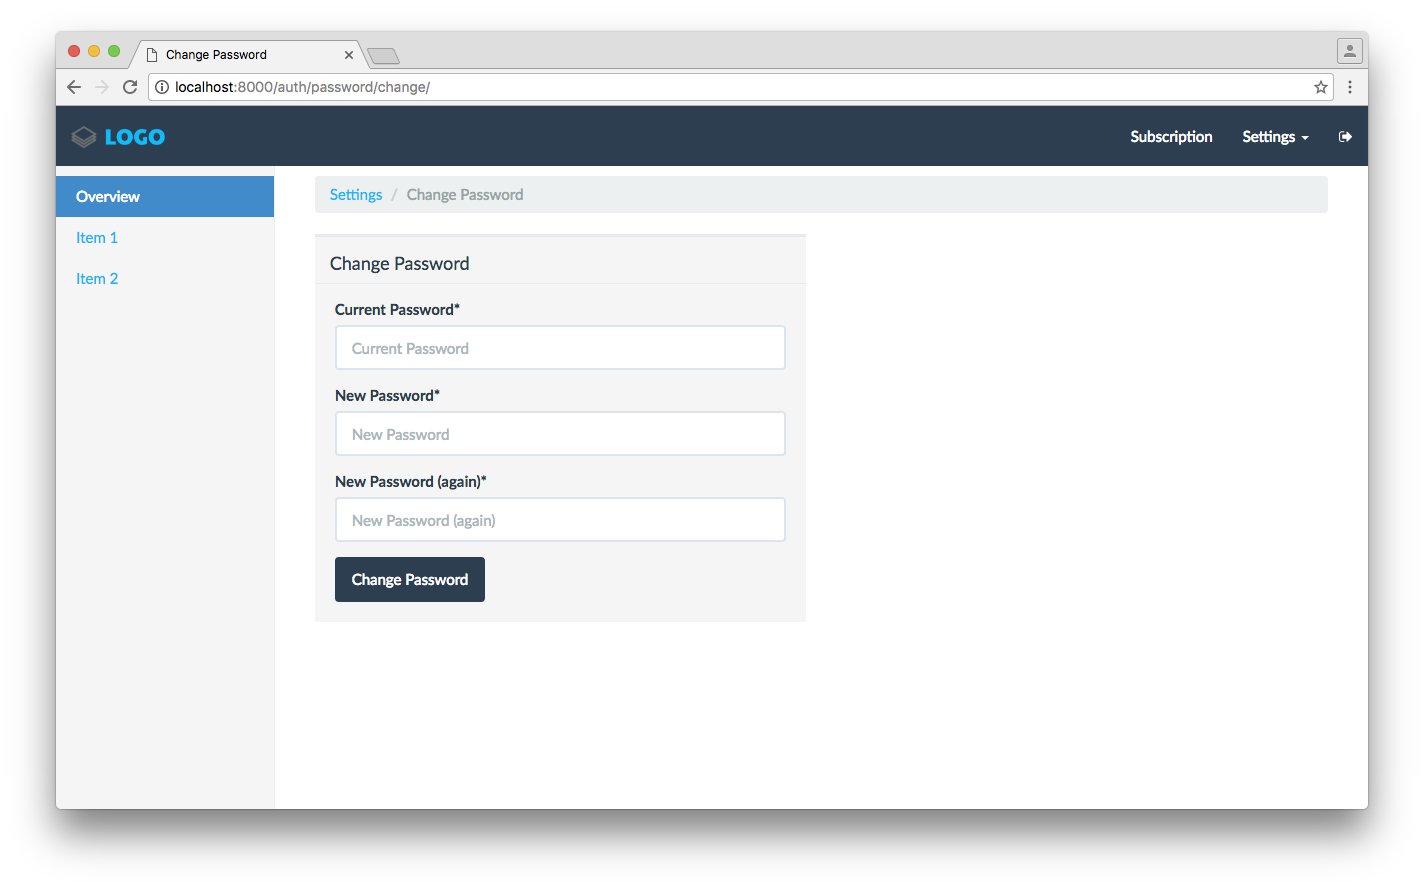 Change Password
localhost:8000/auth/password/change/
LOGO
Subscription Settings
Overview
Item 1
Item 2
Settings / Change Password
Change Password
Current Password*
Current Password
New Password*
New Password
New Password (again)*
New Password (again)
Change Password